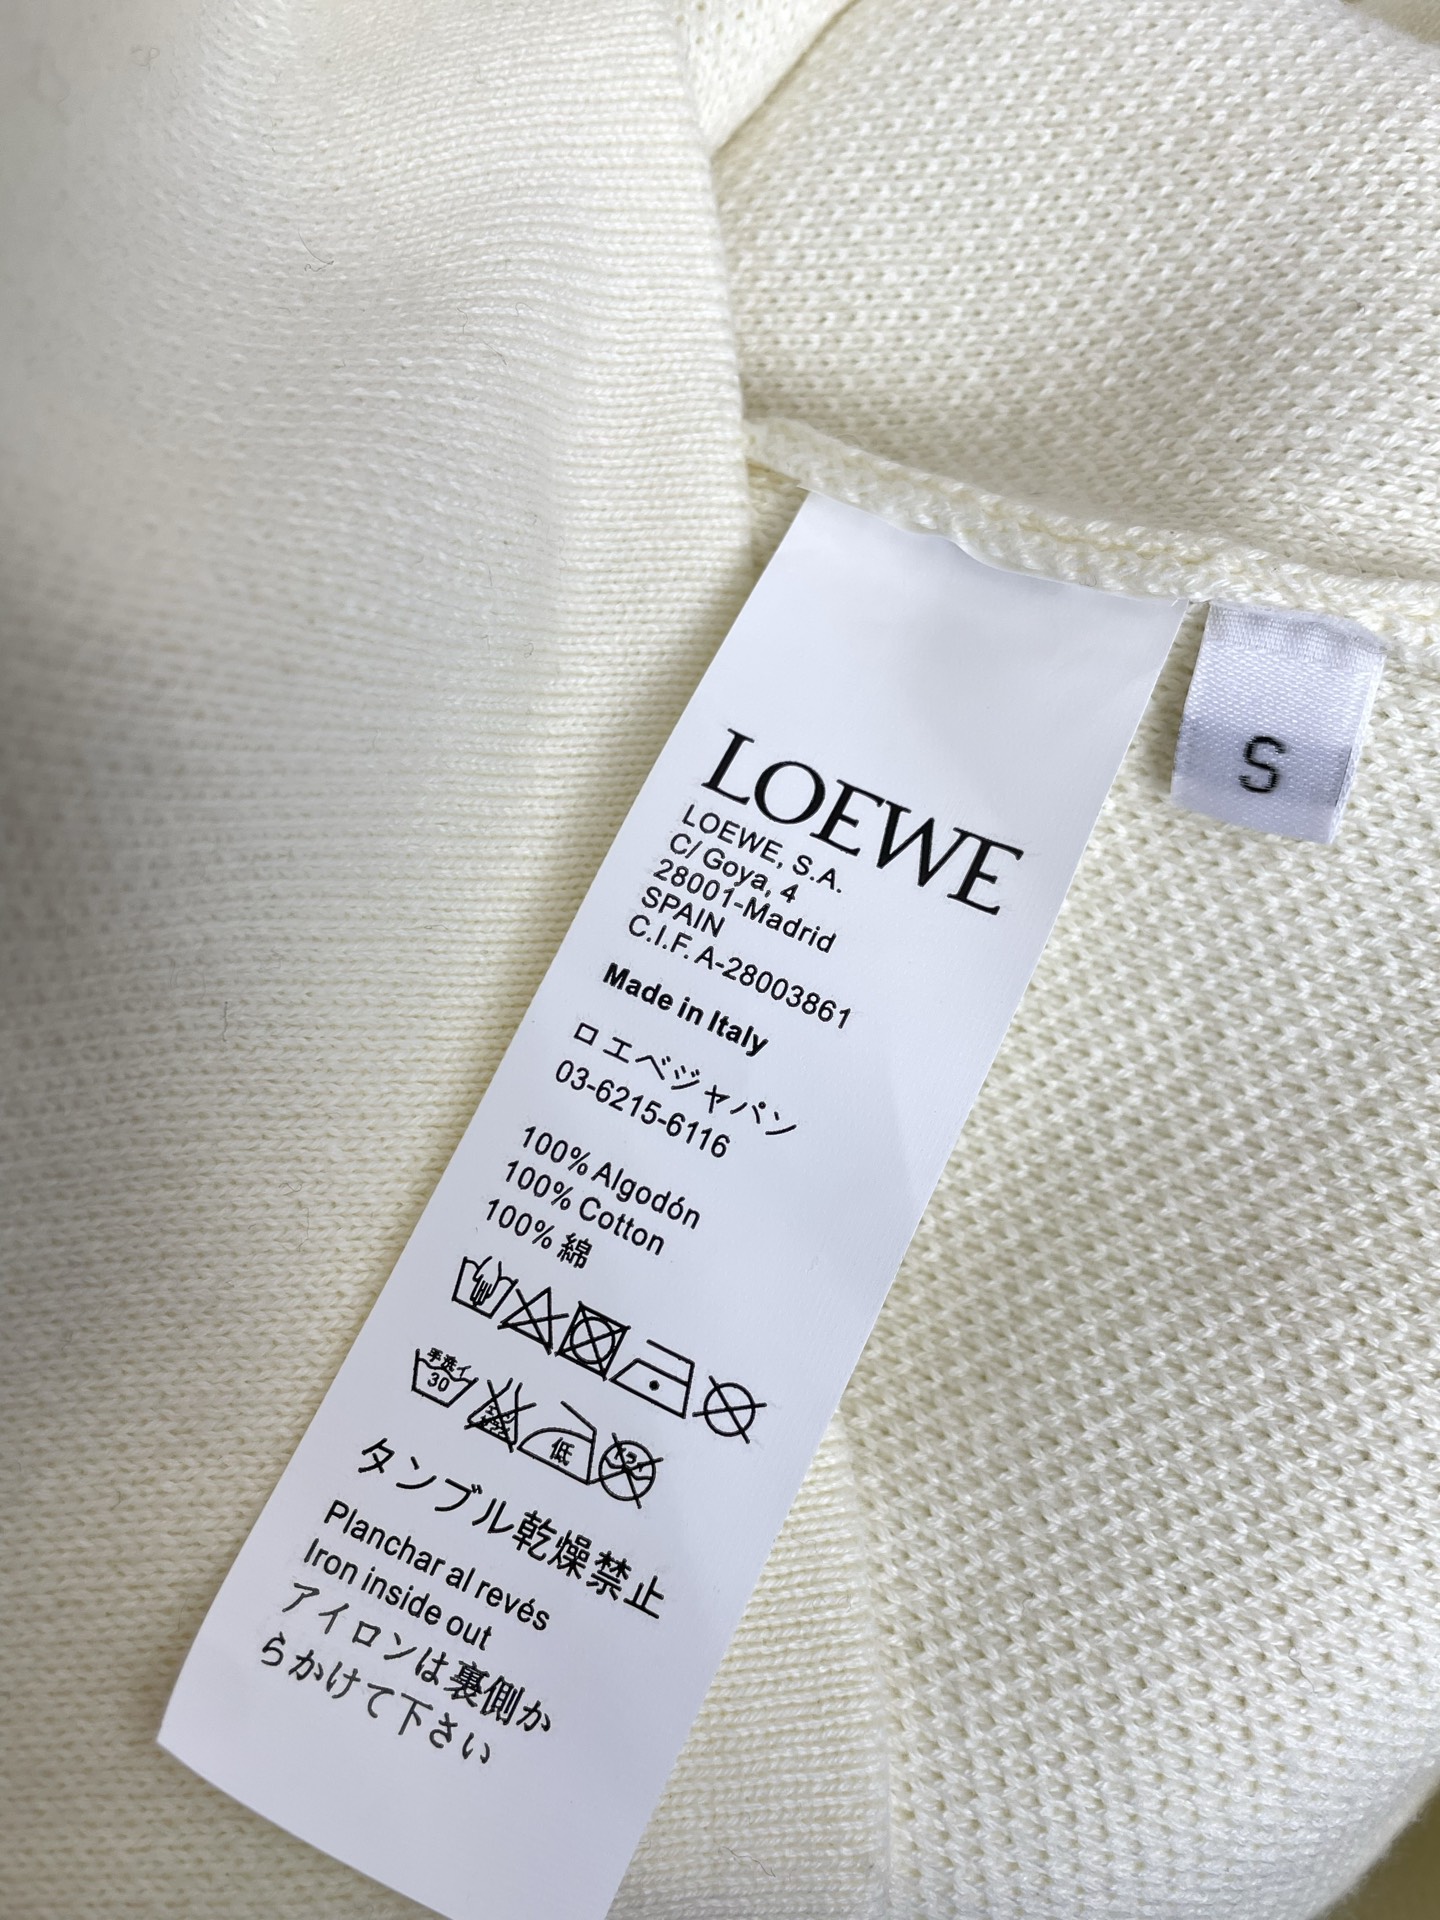 LOEWE
LOEWE, S.A.
C/ Goya, 4
28001-Madrid
SPAIN
C.I.F. A-28003861
Made in Italy
ロエベジャパン
03-6215-6116
100% Algodón
100% Cotton
100% 綿
手洗イ
30
低
タンブル乾燥禁止
Planchar al revés
Iron inside out
アイロンは裏側か
らかけて下さい
S